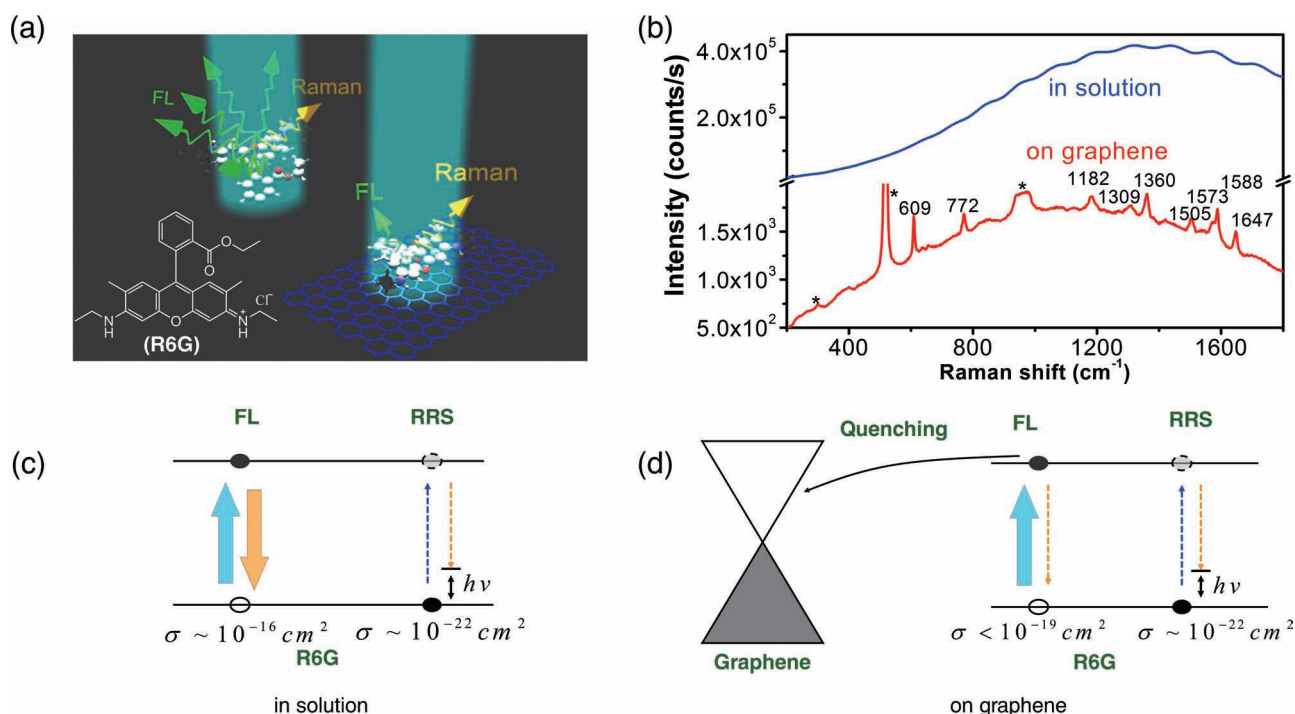 (a)
FL
Raman
FL
Raman
O
O
N
H
O
N
H
+
Cl⁻
(R6G)
(b)
Intensity (counts/s)
4.0x10⁵
2.0x10⁵
1.5x10³
1.0x10³
5.0x10²
in solution
on graphene
*
*
609
772
*
1182
1309
1360
1505
1573
1588
1647
400
800
1200
1600
Raman shift (cm⁻¹)
(c)
FL
RRS
hν
σ ~ 10⁻¹⁶ cm²
σ ~ 10⁻²² cm²
R6G
in solution
(d)
Quenching
FL
RRS
hν
σ < 10⁻¹⁹ cm²
σ ~ 10⁻²² cm²
Graphene
R6G
on graphene